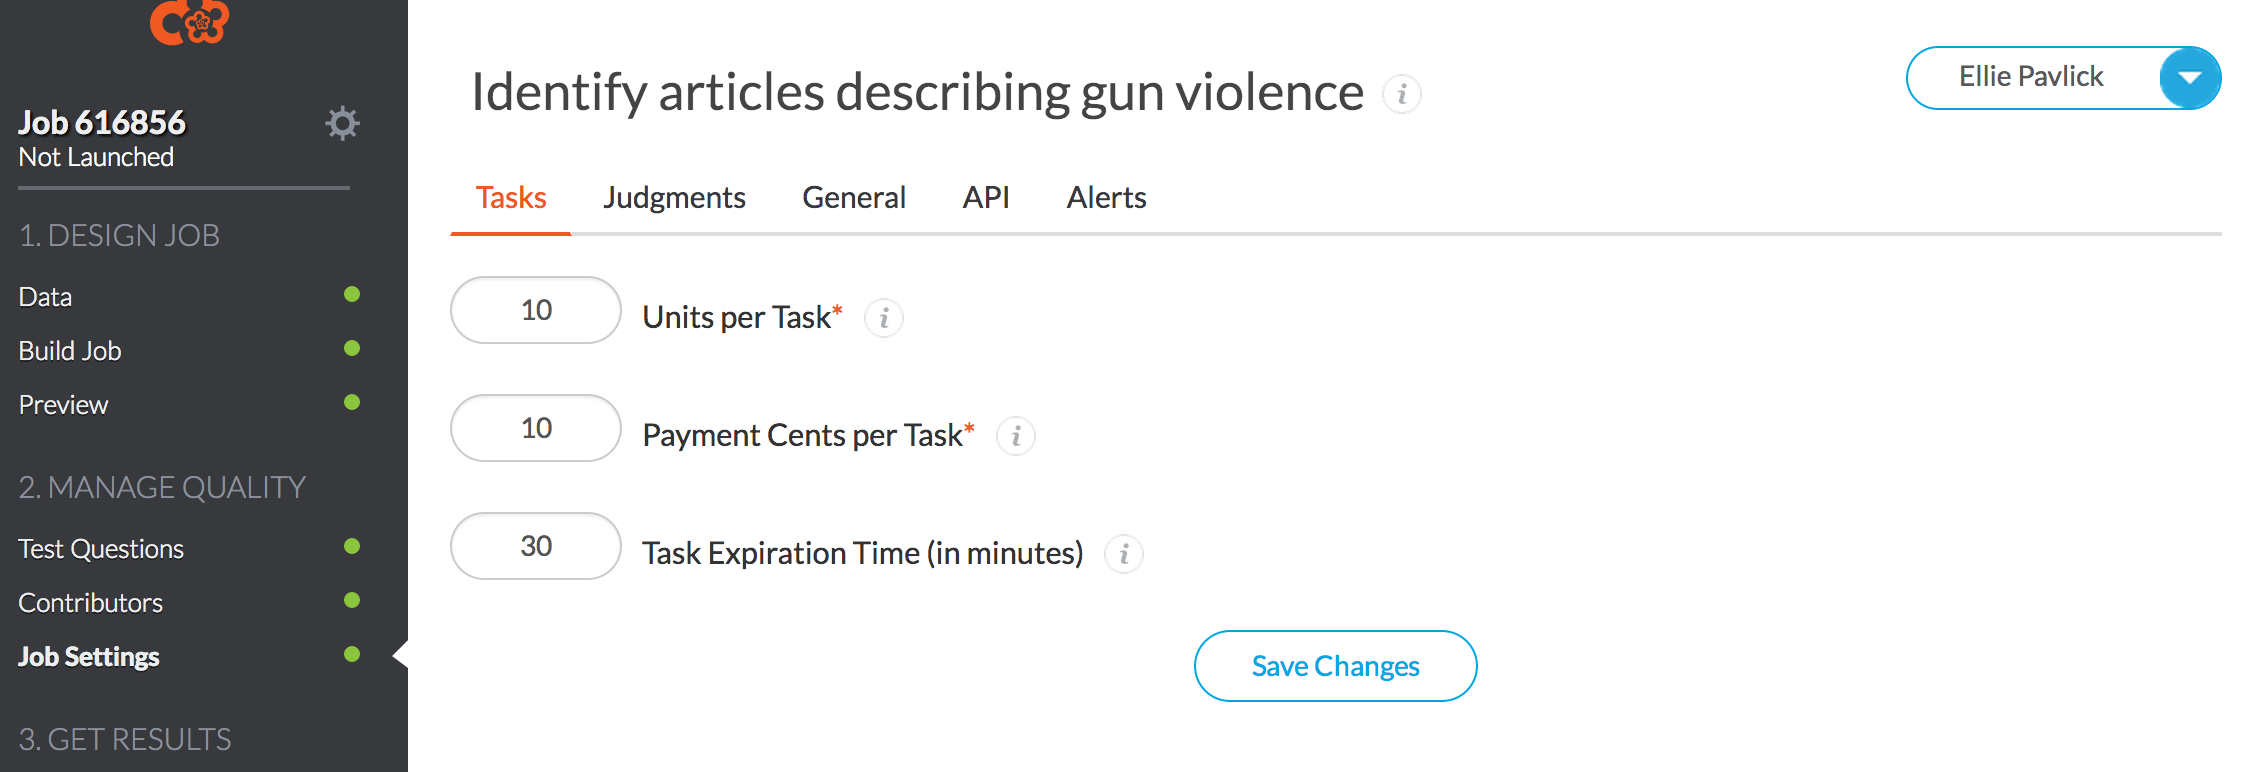 Job 616856
Not Launched
1. DESIGN JOB
Data
Build Job
Preview
2. MANAGE QUALITY
Test Questions
Contributors
Job Settings
3. GET RESULTS
Identify articles describing gun violence i
Ellie Pavlick
Tasks Judgments General API Alerts
10 Units per Task* i
10 Payment Cents per Task* i
30 Task Expiration Time (in minutes) i
Save Changes